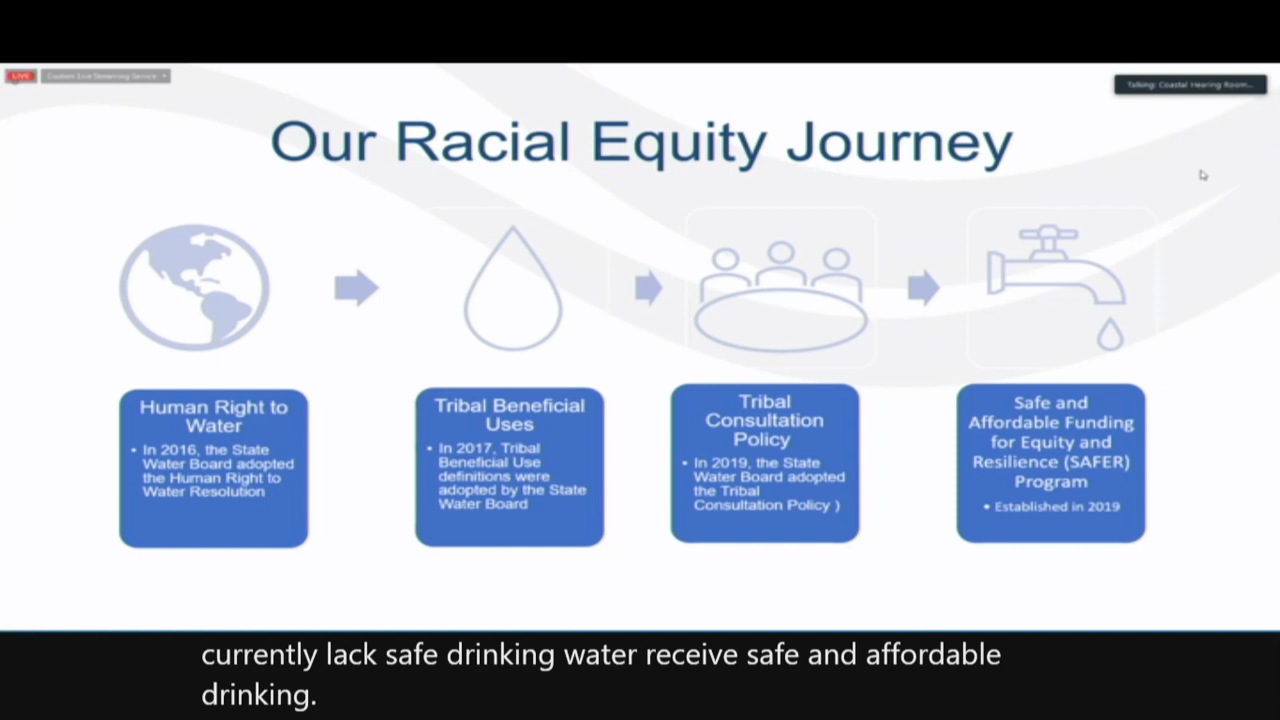 LIVE
Custom Live Streaming Service
Talking: Coastal Hearing Room...
Our Racial Equity Journey
Human Right to
Water
• In 2016, the State
Water Board adopted
the Human Right to
Water Resolution
Tribal Beneficial
Uses
• In 2017, Tribal
Beneficial Use
definitions were
adopted by the State
Water Board
Tribal
Consultation
Policy
• In 2019, the State
Water Board adopted
the Tribal
Consultation Policy )
Safe and
Affordable Funding
for Equity and
Resilience (SAFER)
Program
• Established in 2019
currently lack safe drinking water receive safe and affordable
drinking.